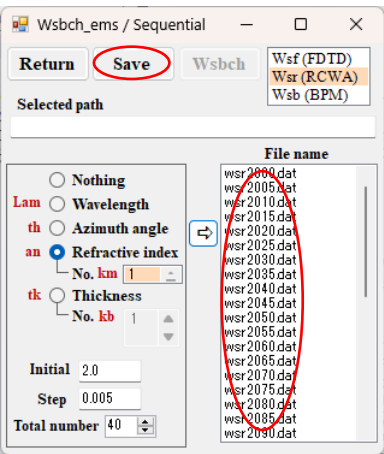 Wsbch_ems / Sequential
Return Save Wsbch
Wsf (FDTD)
Wsr (RCWA)
Wsb (BPM)
Selected path
File name
Nothing
Lam Wavelength
th Azimuth angle
an Refractive index
No. km 1
tk Thickness
No. kb 1
Initial 2.0
Step 0.005
Total number 40
wsr2000.dat
wsr2005.dat
wsr2010.dat
wsr2015.dat
wsr2020.dat
wsr2025.dat
wsr2030.dat
wsr2035.dat
wsr2040.dat
wsr2045.dat
wsr2050.dat
wsr2055.dat
wsr2060.dat
wsr2065.dat
wsr2070.dat
wsr2075.dat
wsr2080.dat
wsr2085.dat
wsr2090.dat